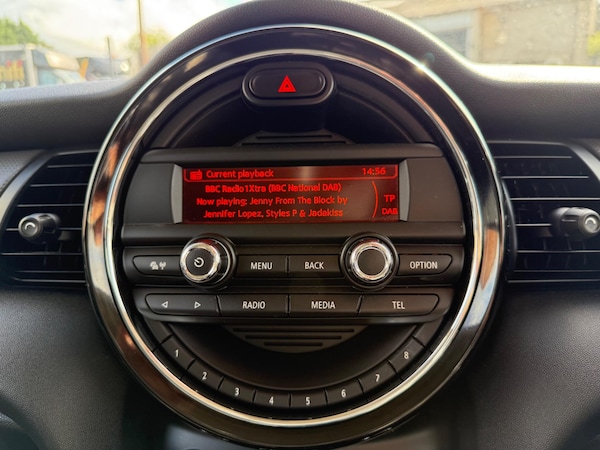 Current playback 14:36
BBC Radio1Xtra (BBC National DAB)
Now playing: Jenny From The Block by
Jennifer Lopez, Styles P & Jadakiss
TP
DAB
MENU BACK OPTION
RADIO MEDIA TEL
1 2 3 4 5 6 7 8